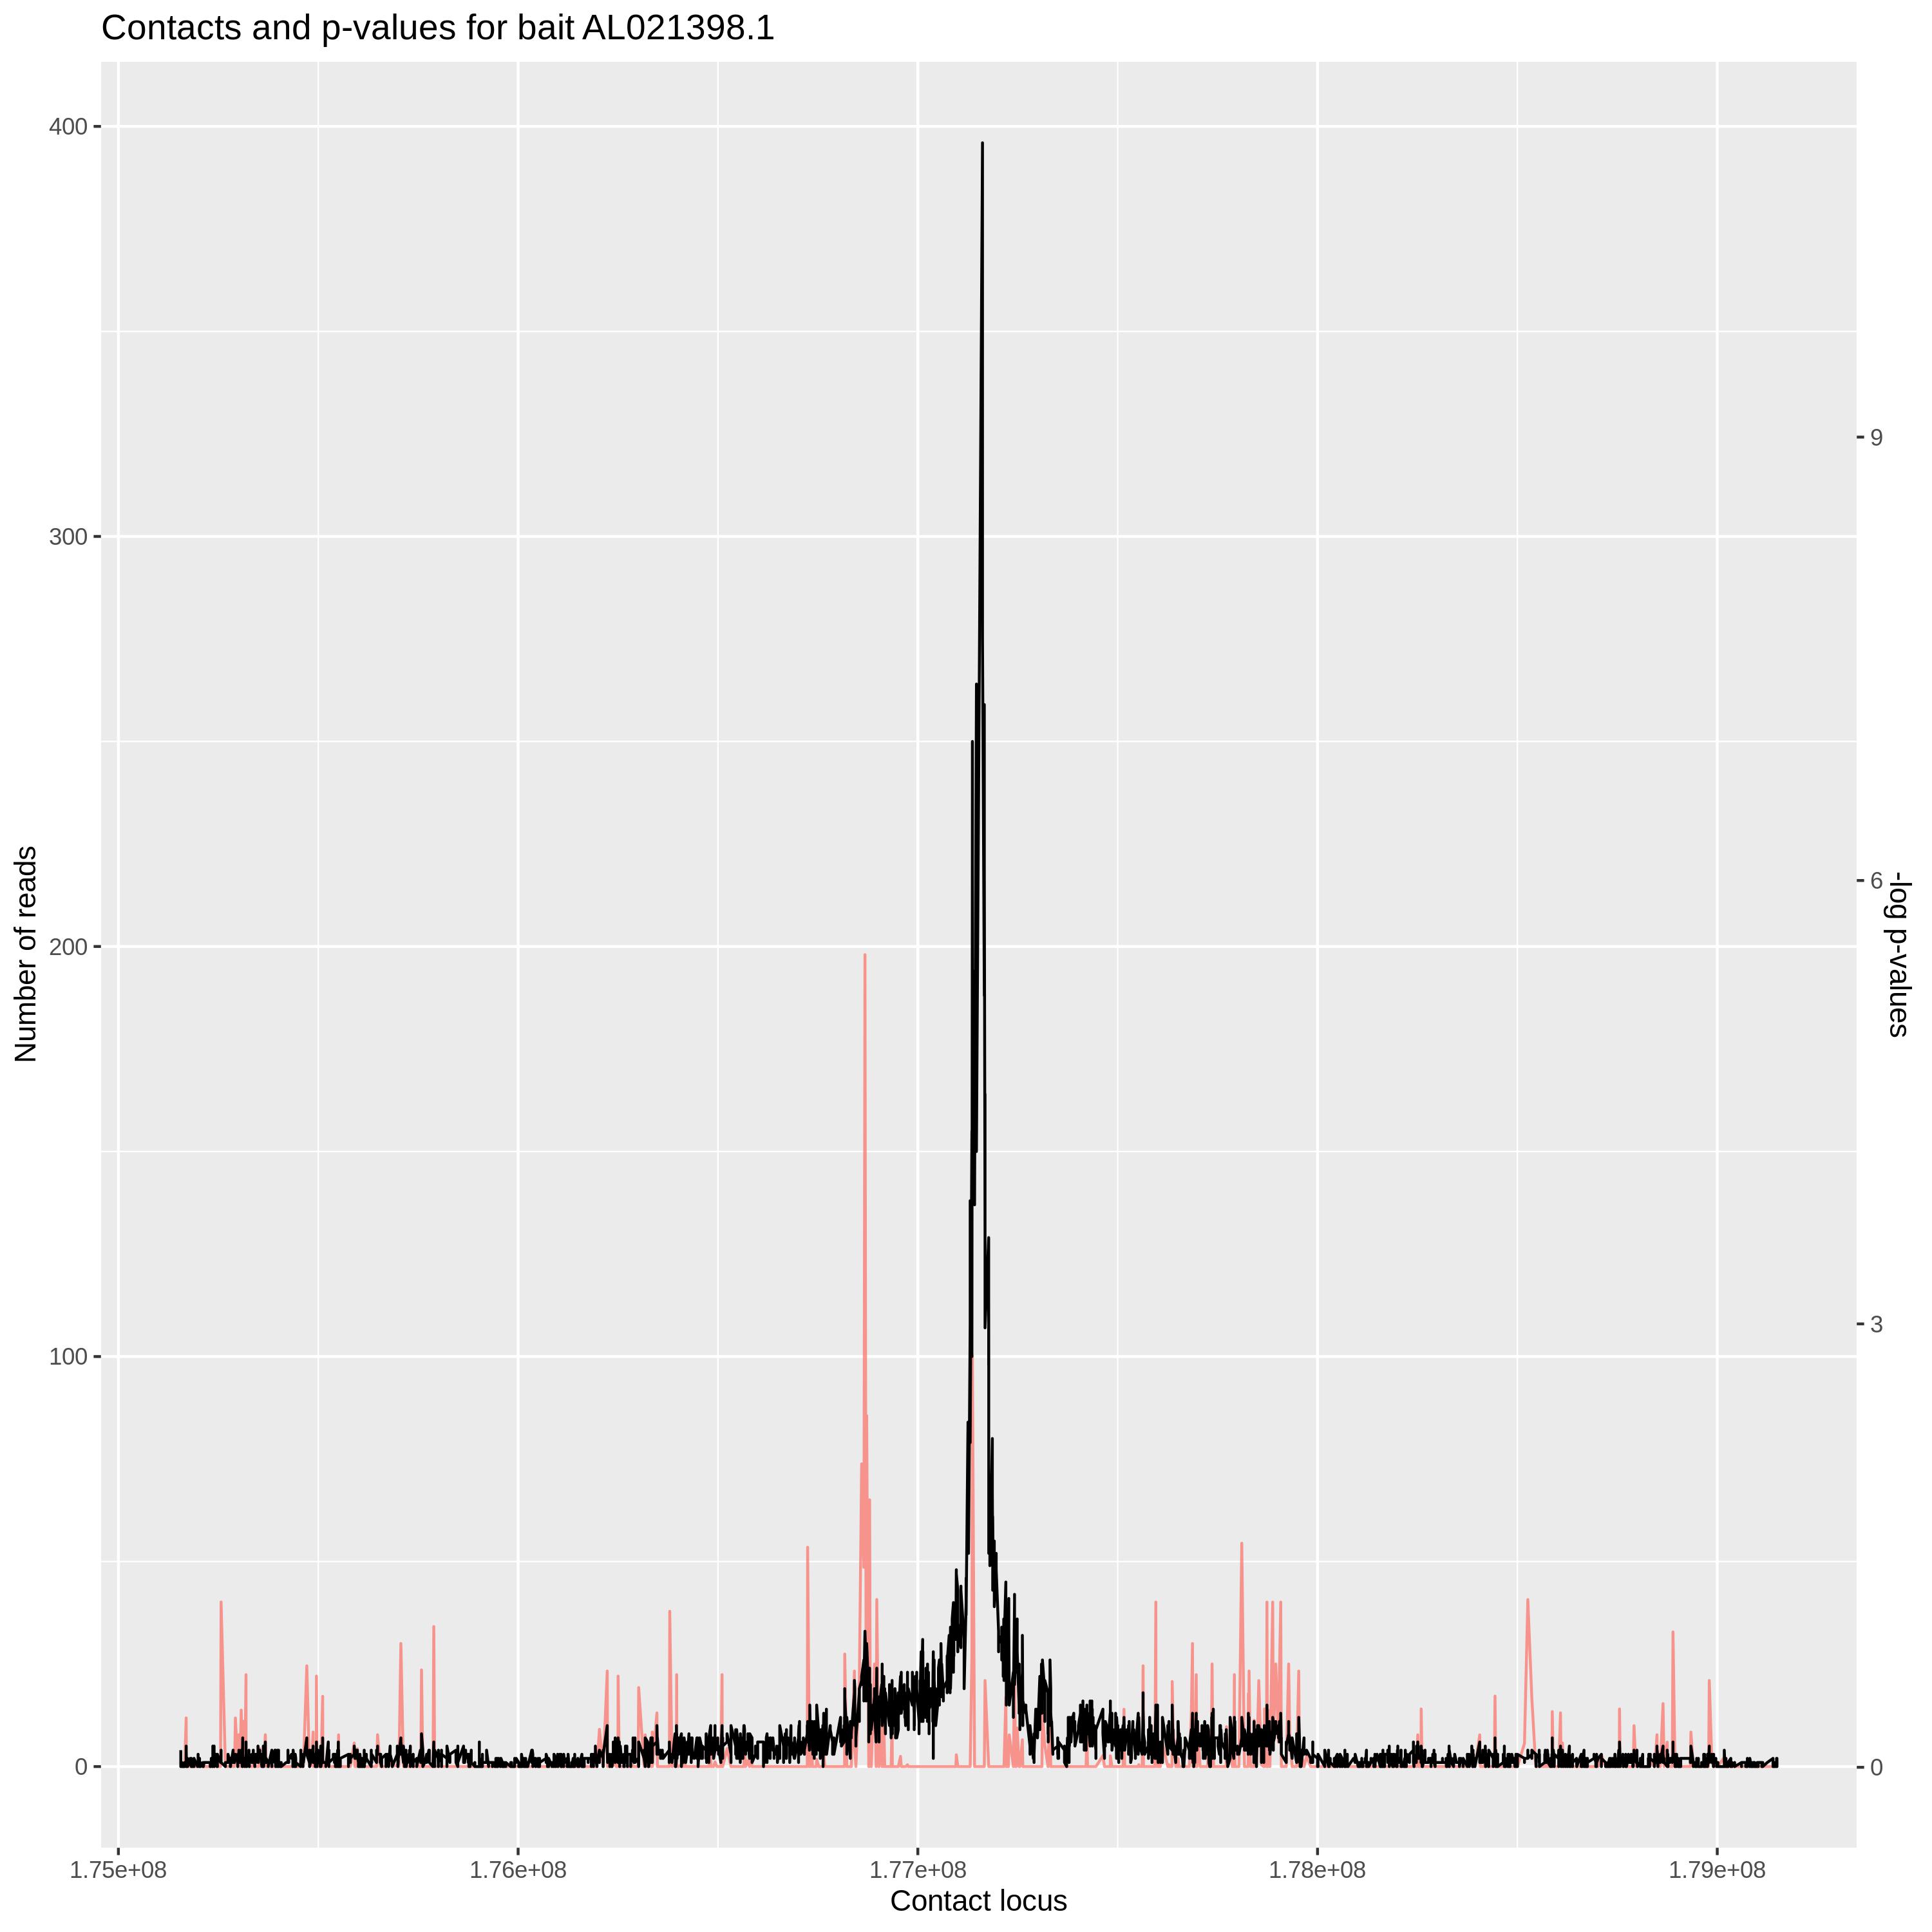 Contacts and p-values for bait AL021398.1
400
300
200
100
0
Number of reads
9
6
3
0
-log p-values
1.75e+08
1.76e+08
1.77e+08
1.78e+08
1.79e+08
Contact locus